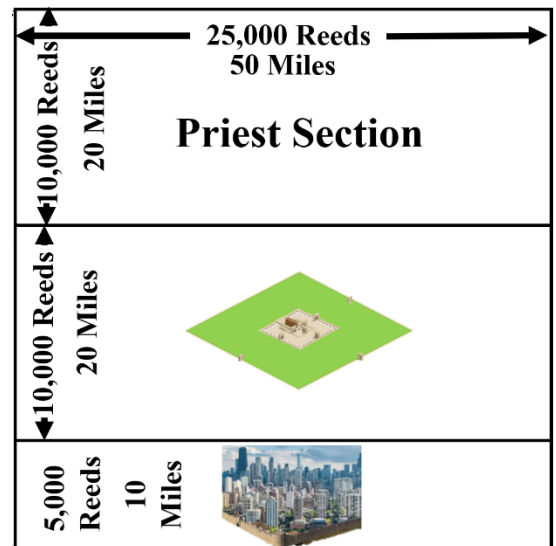 25,000 Reeds
50 Miles
10,000 Reeds
20 Miles
Priest Section
10,000 Reeds
20 Miles
5,000
Reeds
10
Miles